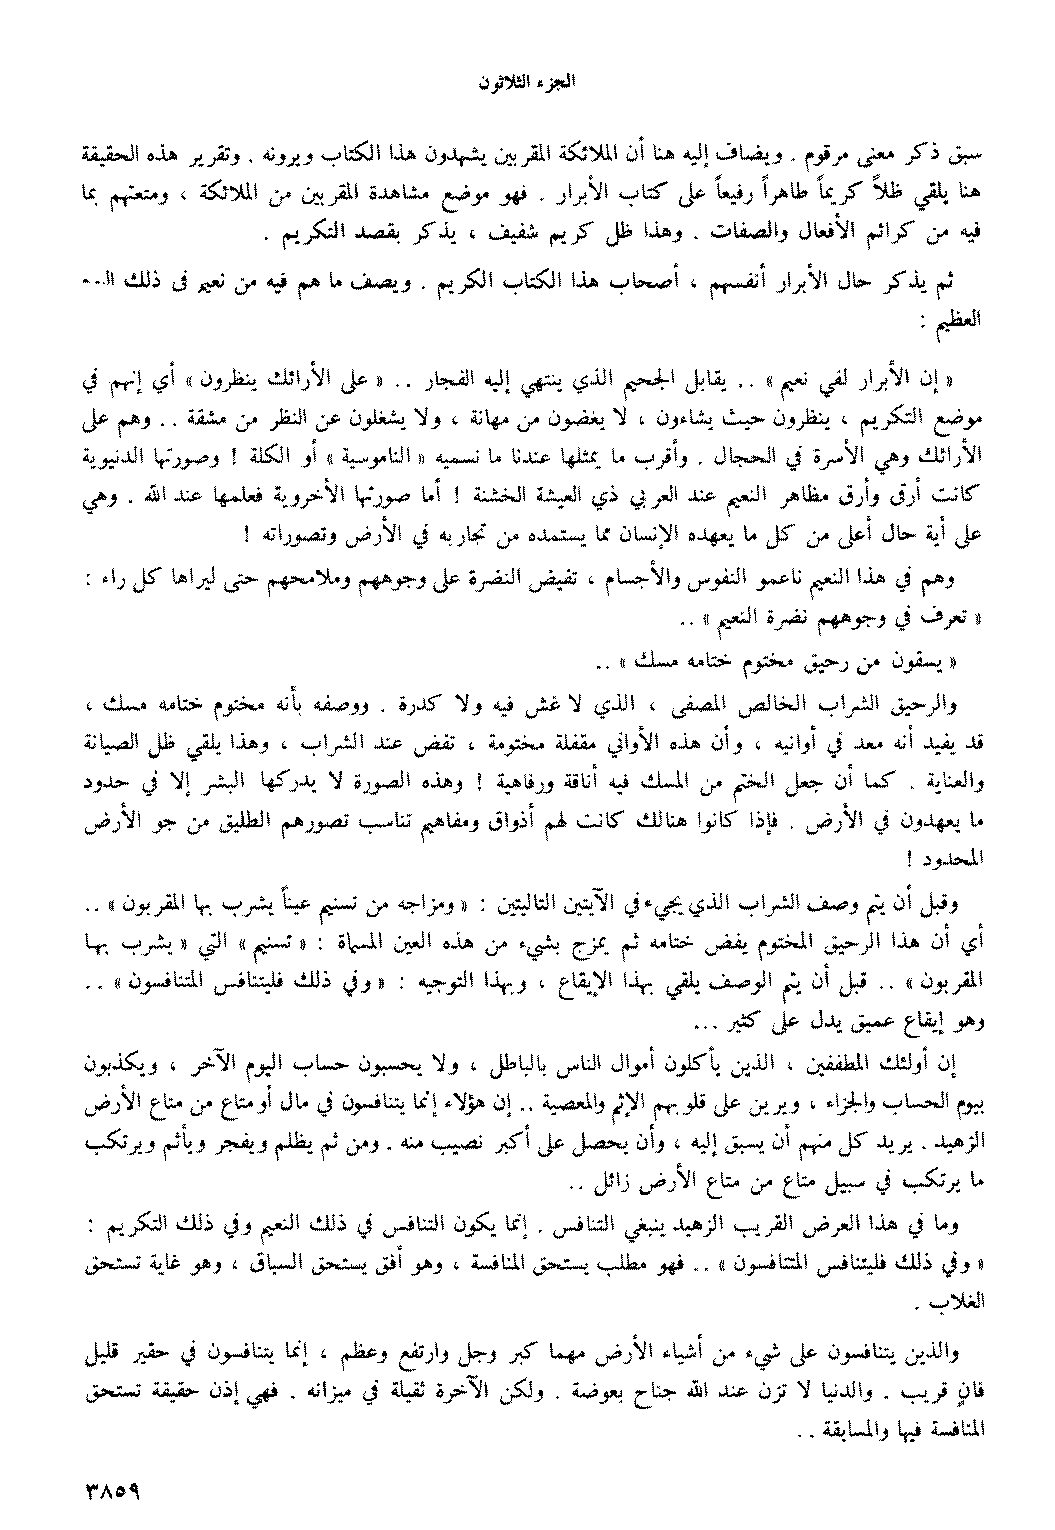 الجزء الثلاثون
سبق ذكر معنى مرقوم . ويضاف إليه هنا أن الملائكة المقربين يشهدون هذا الكتاب ويرونه . وتقرير هذه الحقيقة
هنا يلقي ظلاً كريماً طاهراً رفيعاً على كتاب الأبرار . فهو موضع مشاهدة المقربين من الملائكة ، ومتعتهم بما
فيه من كرائم الأفعال والصفات . وهذا ظل كريم شفيف ، يذكر بقصد التكريم .
ثم يذكر حال الأبرار أنفسهم ، أصحاب هذا الكتاب الكريم . ويصف ما هم فيه من نعيم فى ذلك
العظيم :
« إن الأبرار لفي نعيم » .. يقابل الجحيم الذي ينتهي إليه الفجار .. « على الأرائك ينظرون » أي إنهم في
موضع التكريم ، ينظرون حيث يشاءون ، لا يغضون من مهانة ، ولا يشغلون عن النظر من مشقة .. وهم على
الأرائك وهي الأسرة في الحجال . وأقرب ما يمثلها عندنا ما نسميه « الناموسية » أو الكلة ! وصورتها الدنيوية
كانت أرقى وأرق مظاهر النعيم عند العربي ذي العيشة الخشنة ! أما صورتها الأخروية فعلمها عند الله . وهي
على أية حال أعلى من كل ما يعهده الإنسان مما يستمده من تجاربه في الأرض وتصوراته !
وهم في هذا النعيم ناعمو النفوس والأجسام ، تفيض النضرة على وجوههم وملامحهم حتى ليراها كل راء :
« تعرف في وجوههم نضرة النعيم » ..
« يسقون من رحيق مختوم ختامه مسك » ..
والرحيق الشراب الخالص المصفى ، الذي لا غش فيه ولا كدرة . ووصفه بأنه مختوم ختامه مسك ،
قد يفيد أنه معد في أوانيه ، وأن هذه الأواني مقفلة مختومة ، تفض عند الشراب ، وهذا يلقي ظل الصيانة
والعناية . كما أن جعل الختم من المسك فيه أناقة ورفاهية ! وهذه الصورة لا يدركها البشر إلا في حدود
ما يعهدون في الأرض . فإذا كانوا هنالك كانت لهم أذواق ومفاهيم تناسب تصورهم الطليق من جو الأرض
المحدود !
وقبل أن يتم وصف الشراب الذي يجيء في الآيتين التاليتين : « ومزاجه من تسنيم عيناً يشرب بها المقربون » ..
أي أن هذا الرحيق المختوم يفض ختامه ثم يمزج بشيء من هذه العين المسماة : « تسنيم » التي « يشرب بها
المقربون » .. قبل أن يتم الوصف يلقي بهذا الإيقاع ، وبهذا التوجيه : « وفي ذلك فليتنافس المتنافسون » ..
وهو إيقاع عميق يدل على كثير ...
إن أولئك المطففين ، الذين يأكلون أموال الناس بالباطل ، ولا يحسبون حساب اليوم الآخر ، ويكذبون
بيوم الحساب والجزاء ، ويرين على قلوبهم الإثم والمعصية .. إن هؤلاء إنما يتنافسون في مال أو متاع من متاع الأرض
الزهيد . يريد كل منهم أن يسبق إليه ، وأن يحصل على أكبر نصيب منه . ومن ثم يظلم ويفجر ويأثم ويرتكب
ما يرتكب في سبيل متاع من متاع الأرض زائل ..
وما في هذا العرض القريب الزهيد ينبغي التنافس . إنما يكون التنافس في ذلك النعيم وفي ذلك التكريم :
« وفي ذلك فليتنافس المتنافسون » .. فهو مطلب يستحق المنافسة ، وهو أفق يستحق السباق ، وهو غاية تستحق
الغلاب .
والذين يتنافسون على شيء من أشياء الأرض مهما كبر وجل وارتفع وعظم ، إنما يتنافسون في حقير قليل
فانٍ قريب . والدنيا لا تزن عند الله جناح بعوضة . ولكن الآخرة ثقيلة في ميزانه . فهي إذن حقيقة تستحق
المنافسة فيها والمسابقة ..
٣٨٥٩